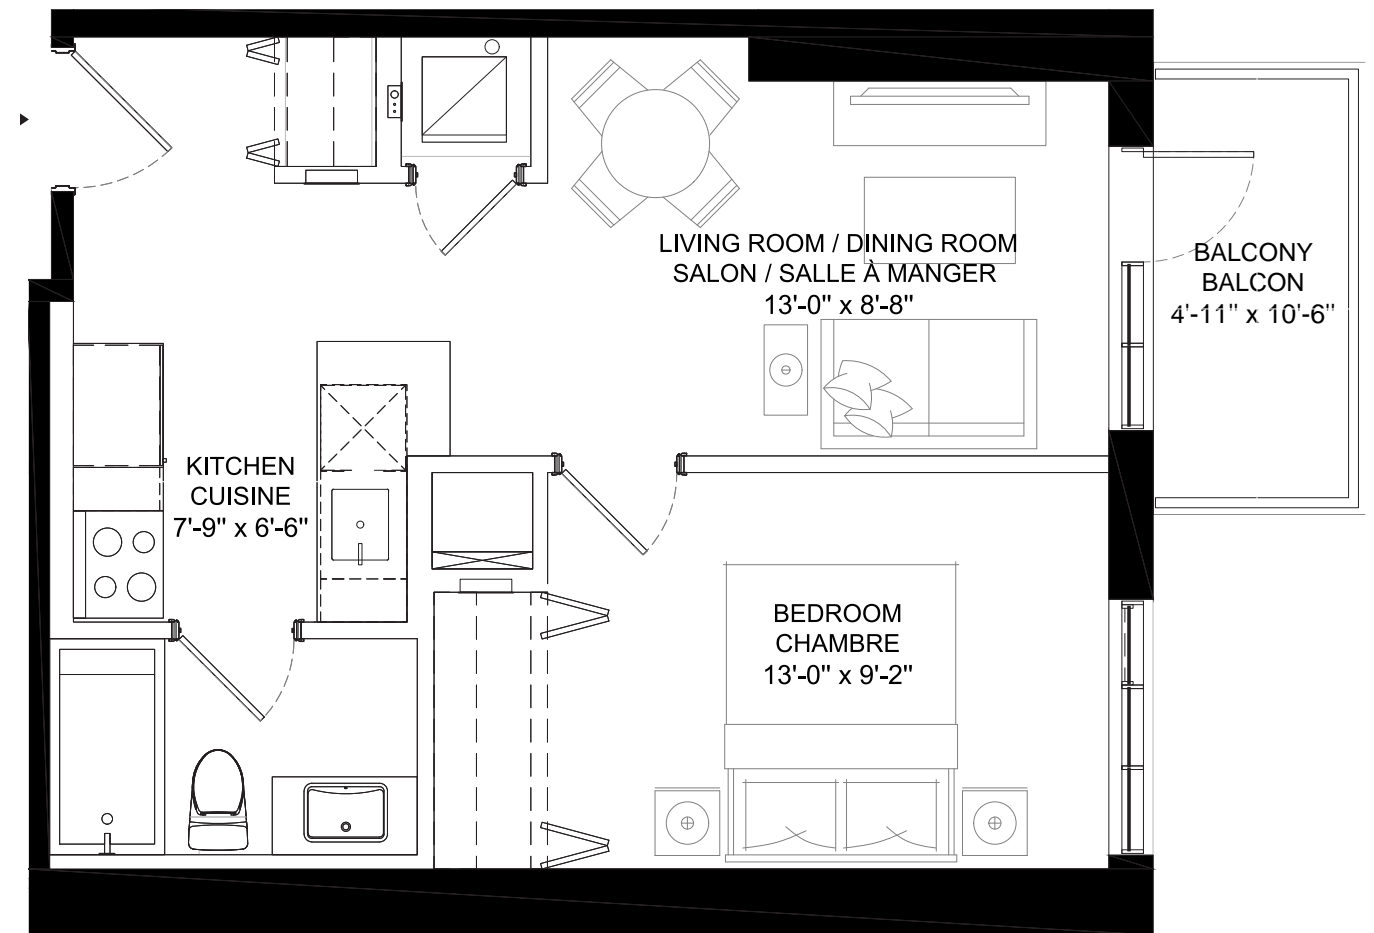 LIVING ROOM / DINING ROOM
SALON / SALLE À MANGER
13'-0" x 8'-8"
BALCONY
BALCON
4'-11" x 10'-6"
KITCHEN
CUISINE
7'-9" x 6'-6"
BEDROOM
CHAMBRE
13'-0" x 9'-2"